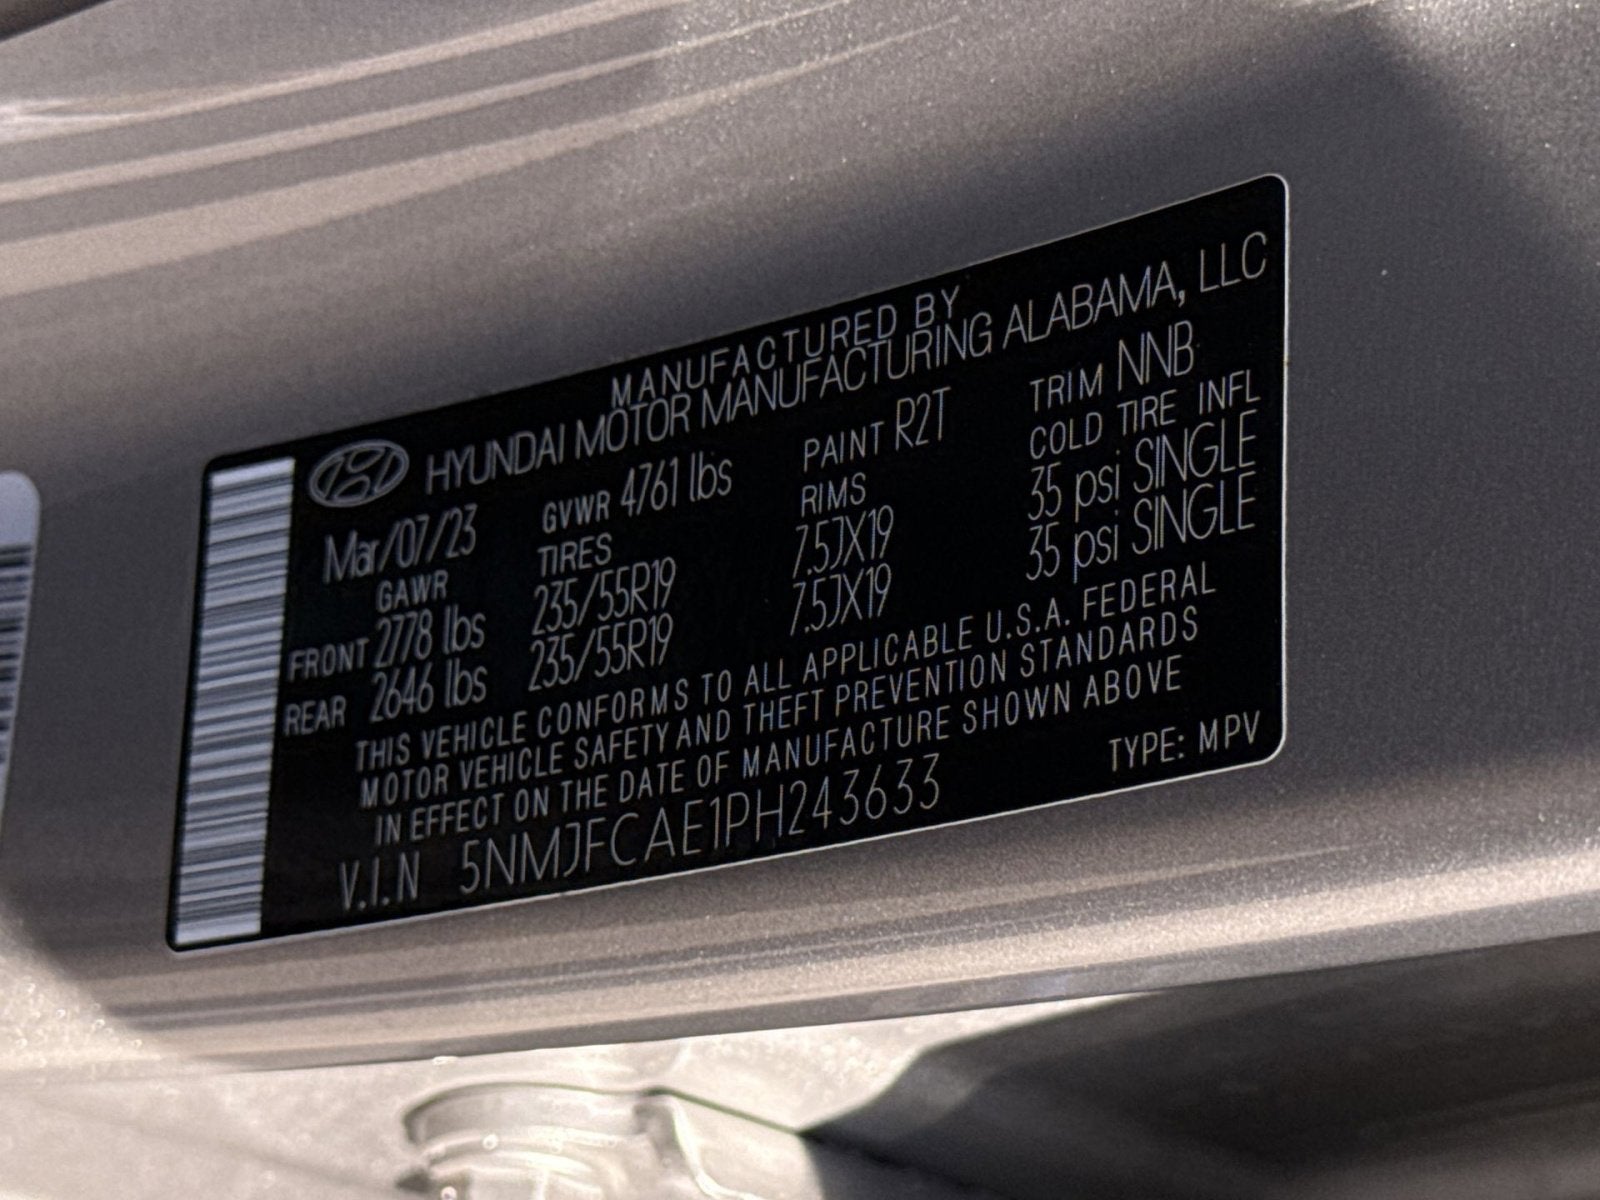 MANUFACTURED BY
HYUNDAI MOTOR MANUFACTURING ALABAMA, LLC
Mar/07/23 GVWR 4761 lbs PAINT R2T TRIM NNB
GAWR TIRES RIMS COLD TIRE INFL
FRONT 2778 lbs 235/55R19 7.5JX19 35 psi SINGLE
REAR 2646 lbs 235/55R19 7.5JX19 35 psi SINGLE
THIS VEHICLE CONFORMS TO ALL APPLICABLE U.S.A. FEDERAL
MOTOR VEHICLE SAFETY AND THEFT PREVENTION STANDARDS
IN EFFECT ON THE DATE OF MANUFACTURE SHOWN ABOVE
V.I.N 5NMJFCAE1PH243633 TYPE: MPV